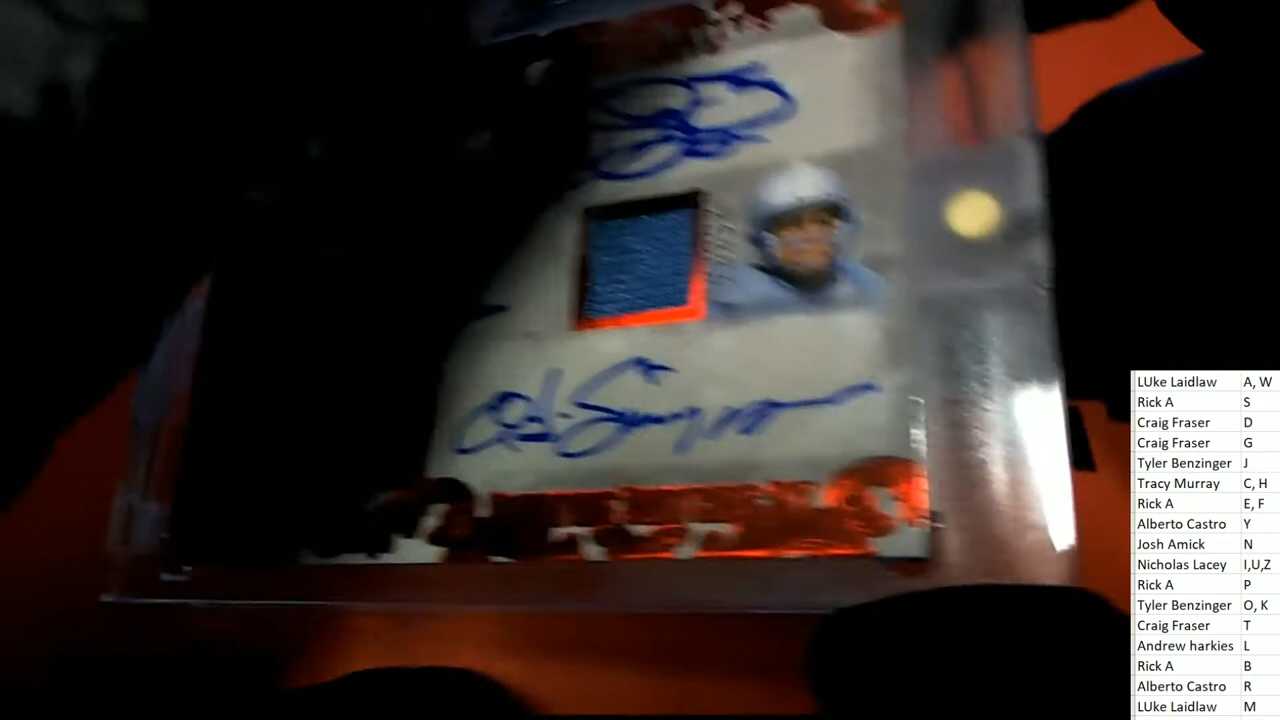 LUke Laidlaw A, W
Rick A S
Craig Fraser D
Craig Fraser G
Tyler Benzinger J
Tracy Murray C, H
Rick A E, F
Alberto Castro Y
Josh Amick N
Nicholas Lacey I,U,Z
Rick A P
Tyler Benzinger O, K
Craig Fraser T
Andrew harkies L
Rick A B
Alberto Castro R
LUke Laidlaw M